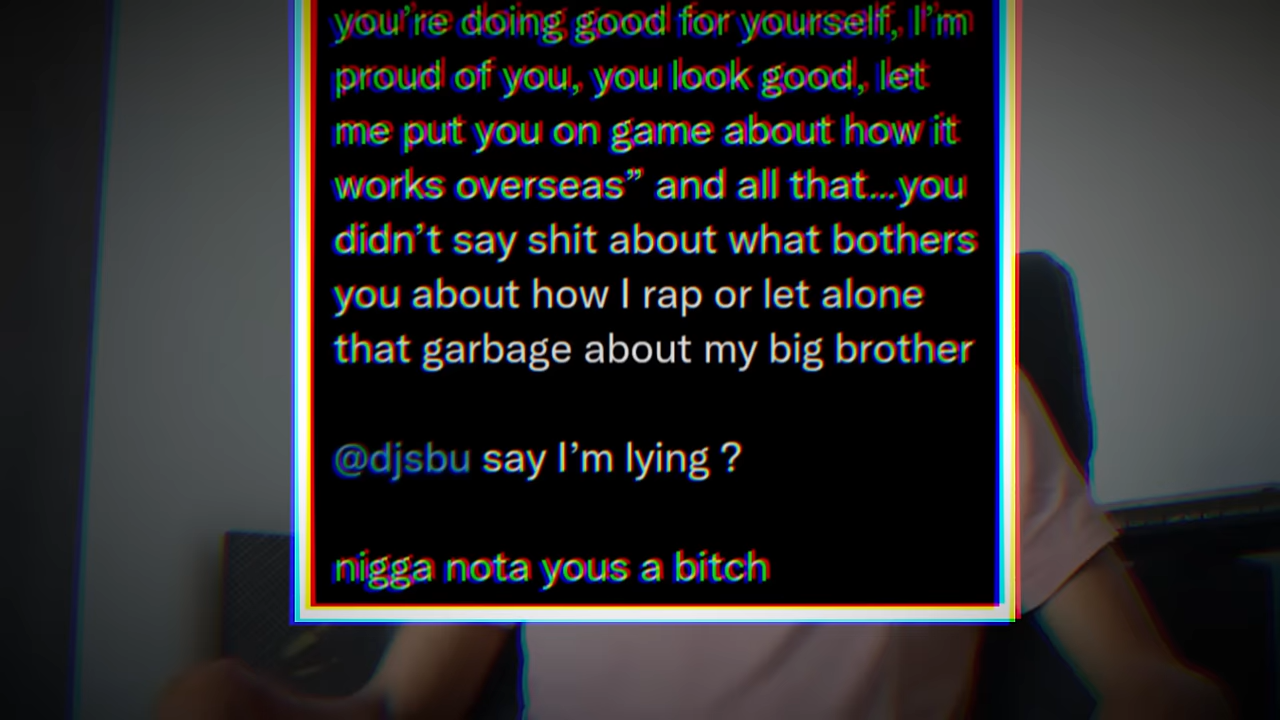 you're doing good for yourself, I'm
proud of you, you look good, let
me put you on game about how it
works overseas” and all that...you
didn't say shit about what bothers
you about how I rap or let alone
that garbage about my big brother
@djsbu say I'm lying ?
nigga nota yous a bitch